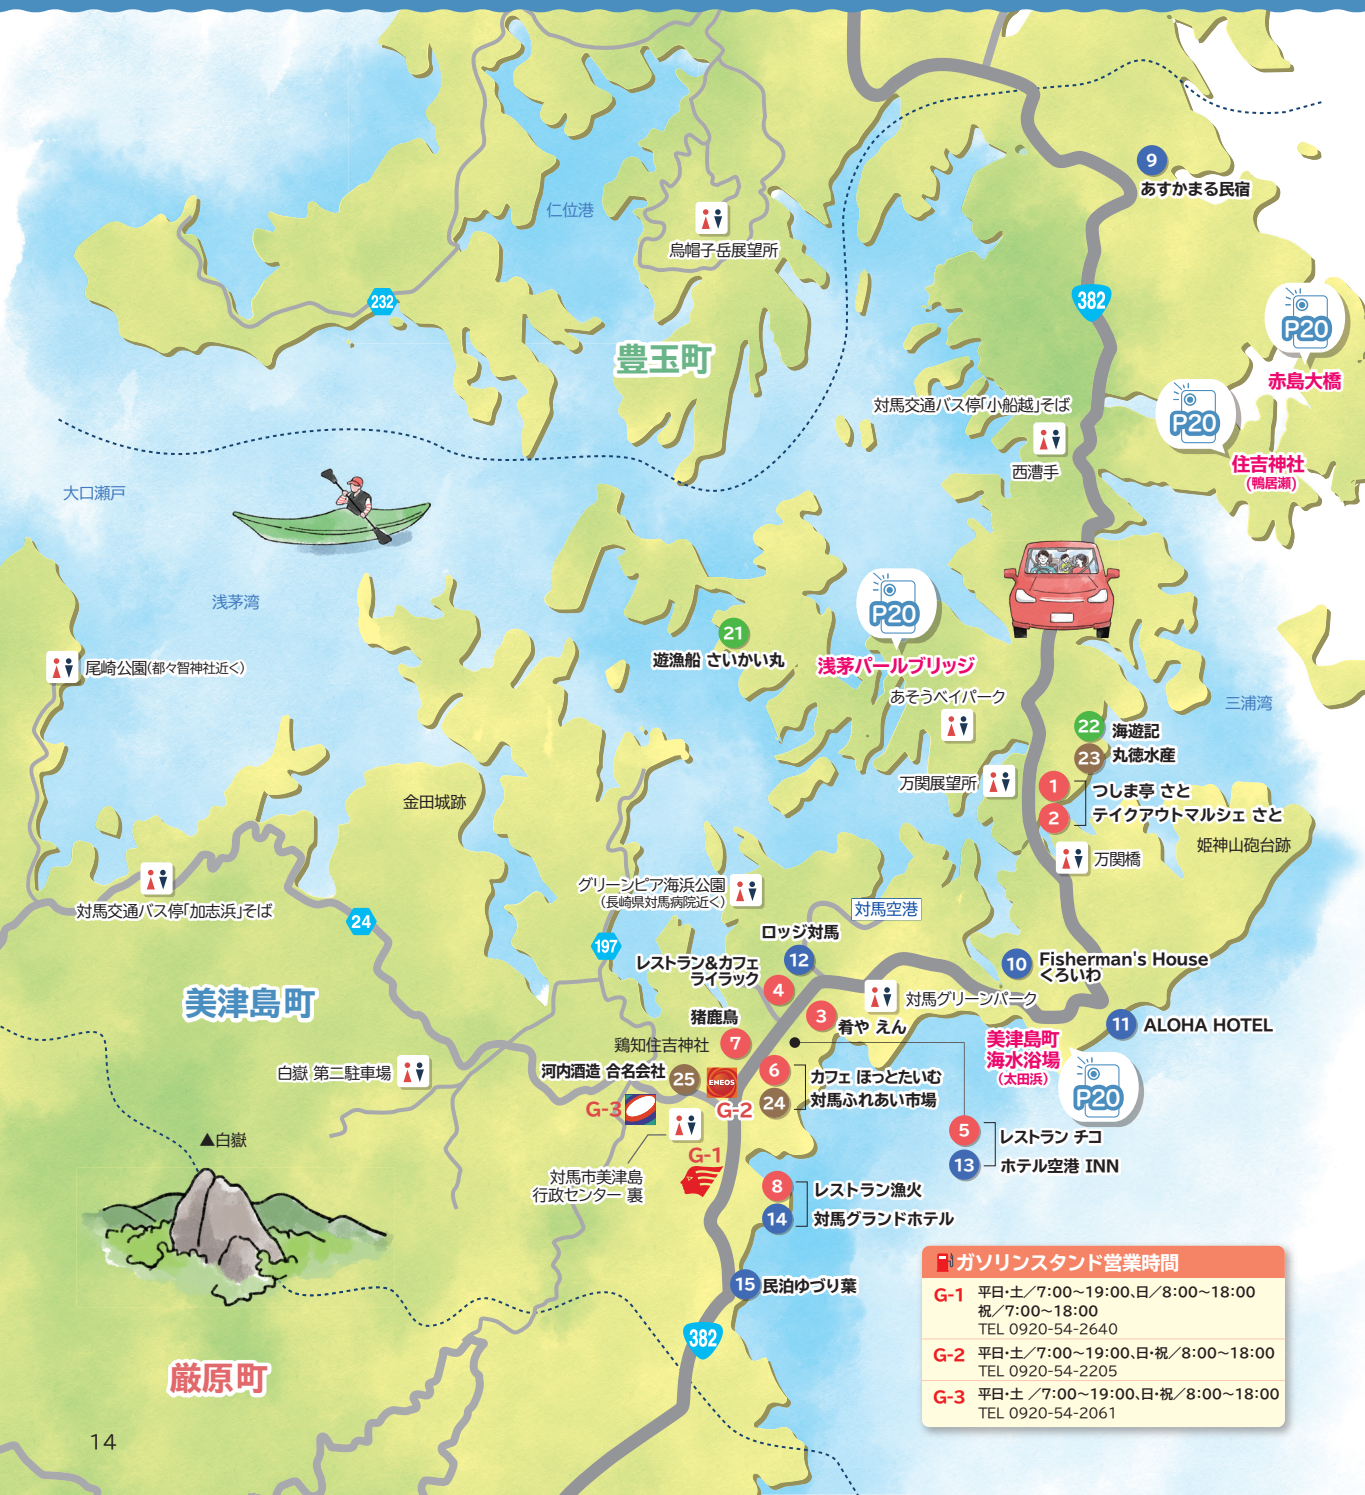 9
あすかまる民宿
仁位港
烏帽子岳展望所
232
382
P20
赤島大橋
豊玉町
P20
住吉神社
(鴨居瀬)
対馬交通バス停「小船越」そば
西漕手
大口瀬戸
浅茅湾
P20
21
遊漁船 さいかい丸
浅茅パールブリッジ
尾崎公園(都々智神社近く)
あそうベイパーク
三浦湾
22
海遊記
23
丸徳水産
万関展望所
1
つしま亭 さと
2
テイクアウトマルシェ さと
金田城跡
姫神山砲台跡
万関橋
グリーンピア海浜公園
(長崎県対馬病院近く)
対馬交通バス停「加志浜」そば
24
対馬空港
197
ロッジ対馬
12
レストラン&カフェ
ライラック
4
10
Fisherman's House
くろいわ
美津島町
対馬グリーンパーク
3
肴や えん
猪鹿鳥
7
11
ALOHA HOTEL
美津島町
海水浴場
(太田浜)
P20
鶏知住吉神社
白嶽 第二駐車場
河内酒造 合名会社
25
ENEOS
6
カフェ ほっとたいむ
24
対馬ふれあい市場
G-3
G-2
5
レストラン チコ
13
ホテル空港 INN
▲白嶽
G-1
対馬市美津島
行政センター 裏
8
レストラン漁火
14
対馬グランドホテル
15
民泊ゆづり葉
382
厳原町
ガソリンスタンド営業時間
G-1 平日・土／7:00～19:00、日／8:00～18:00
祝／7:00～18:00
TEL 0920-54-2640
G-2 平日・土／7:00～19:00、日・祝／8:00～18:00
TEL 0920-54-2205
G-3 平日・土 ／7:00～19:00、日・祝／8:00～18:00
TEL 0920-54-2061
14